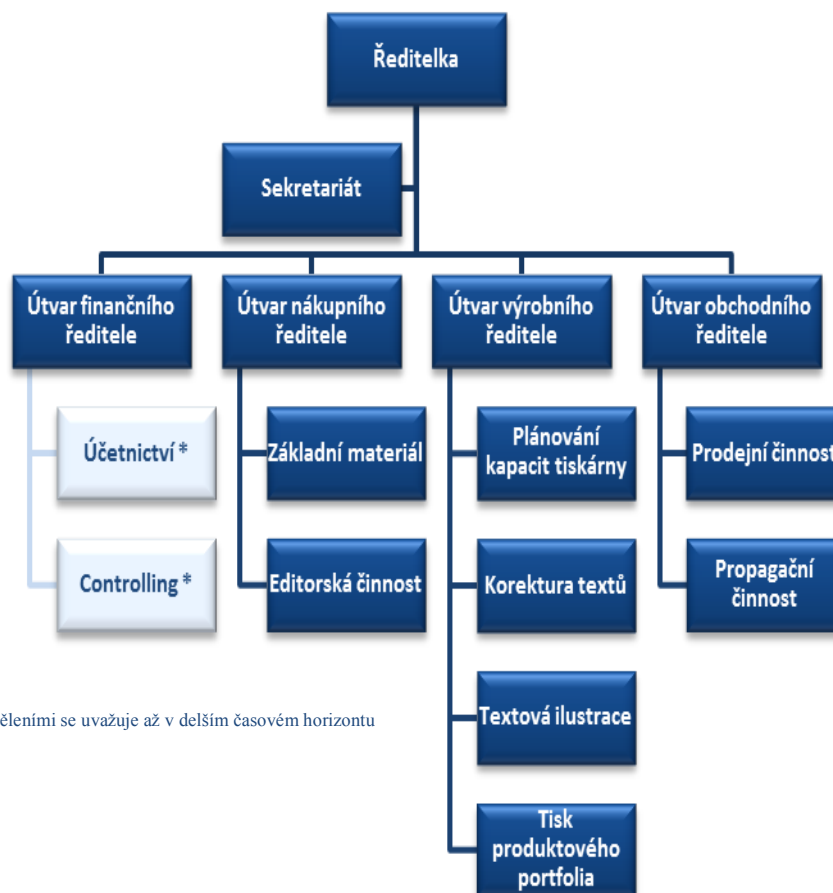 Ředitelka
Sekretariát
Útvar finančního
ředitele
Útvar nákupního
ředitele
Útvar výrobního
ředitele
Útvar obchodního
ředitele
Účetnictví *
Základní materiál
Plánování
kapacit tiskárny
Prodejní činnost
Controlling *
Editorská činnost
Korektura textů
Propagační
činnost
ěleními se uvažuje až v delším časovém horizontu
Textová ilustrace
Tisk
produktového
portfolia